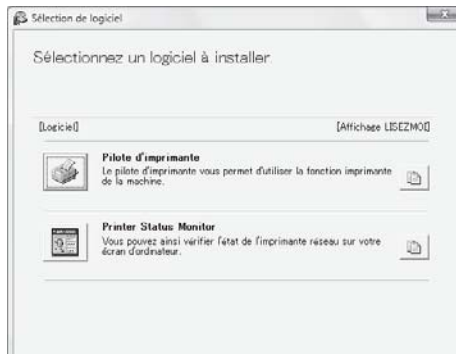 Sélection de logiciel
Sélectionnez un logiciel à installer.
[Logiciel]
[Affichage LISEZMOI]
Pilote d'imprimante
Le pilote d'imprimante vous permet d'utiliser la fonction imprimante
de la machine.
Printer Status Monitor
Vous pouvez ainsi vérifier l'état de l'imprimante réseau sur votre
écran d'ordinateur.